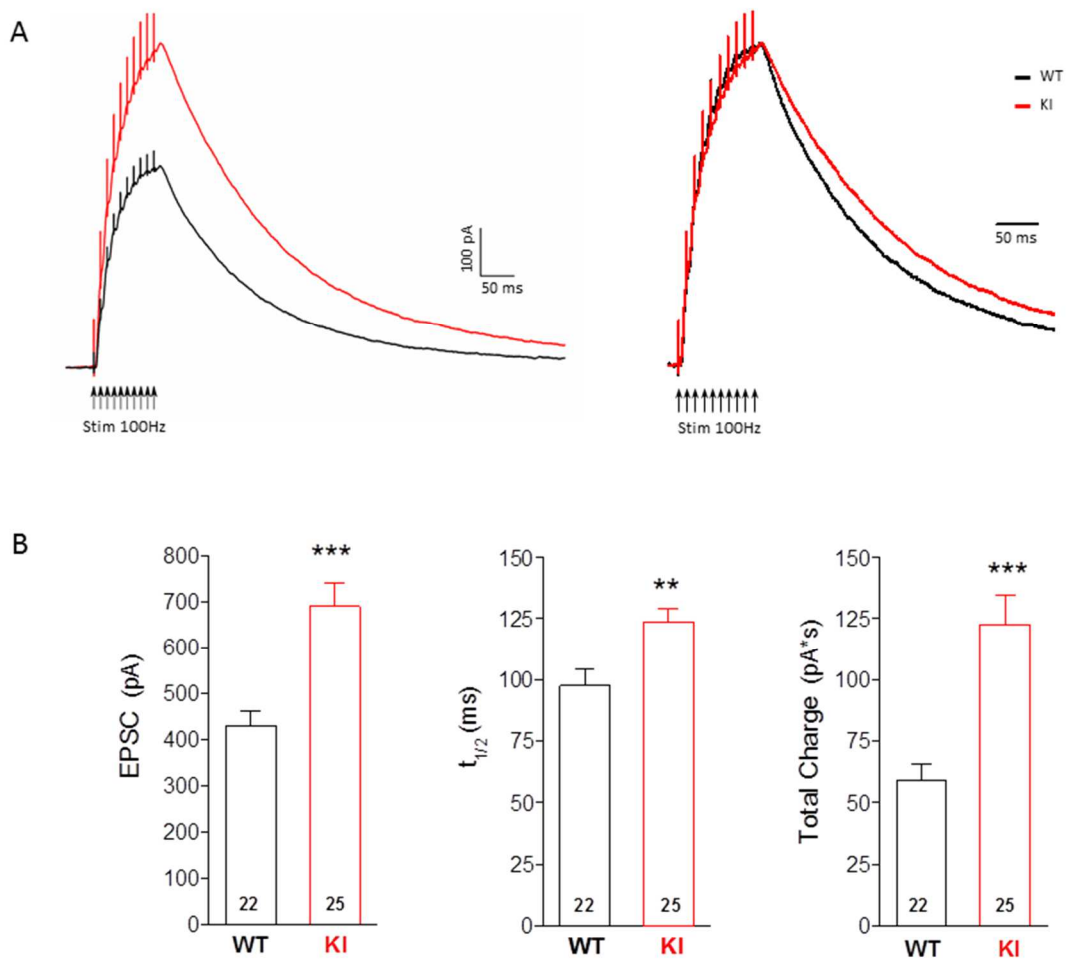 A
WT
KI
100 pA
50 ms
50 ms
Stim 100Hz
Stim 100Hz
B
EPSC (pA)
800
700
600
500
400
300
200
100
0
***
22
25
WT
KI
t1/2 (ms)
150
125
100
75
50
25
0
**
22
25
WT
KI
Total Charge (pA*s)
150
125
100
75
50
25
0
***
22
25
WT
KI